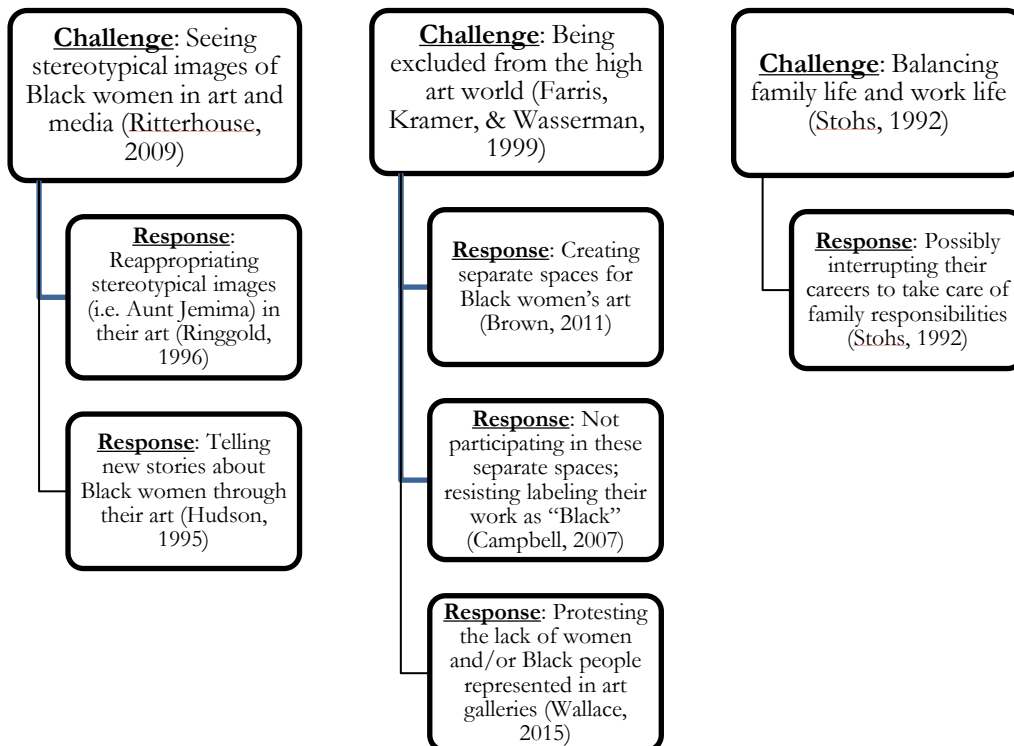 Challenge: Seeing
stereotypical images of
Black women in art and
media (Ritterhouse,
2009)
Response:
Reappropriating
stereotypical images
(i.e. Aunt Jemima) in
their art (Ringgold,
1996)
Response: Telling
new stories about
Black women through
their art (Hudson,
1995)
Challenge: Being
excluded from the high
art world (Farris,
Kramer, & Wasserman,
1999)
Response: Creating
separate spaces for
Black women’s art
(Brown, 2011)
Response: Not
participating in these
separate spaces;
resisting labeling their
work as “Black”
(Campbell, 2007)
Response: Protesting
the lack of women
and/or Black people
represented in art
galleries (Wallace,
2015)
Challenge: Balancing
family life and work life
(Stohs, 1992)
Response: Possibly
interrupting their
careers to take care of
family responsibilities
(Stohs, 1992)